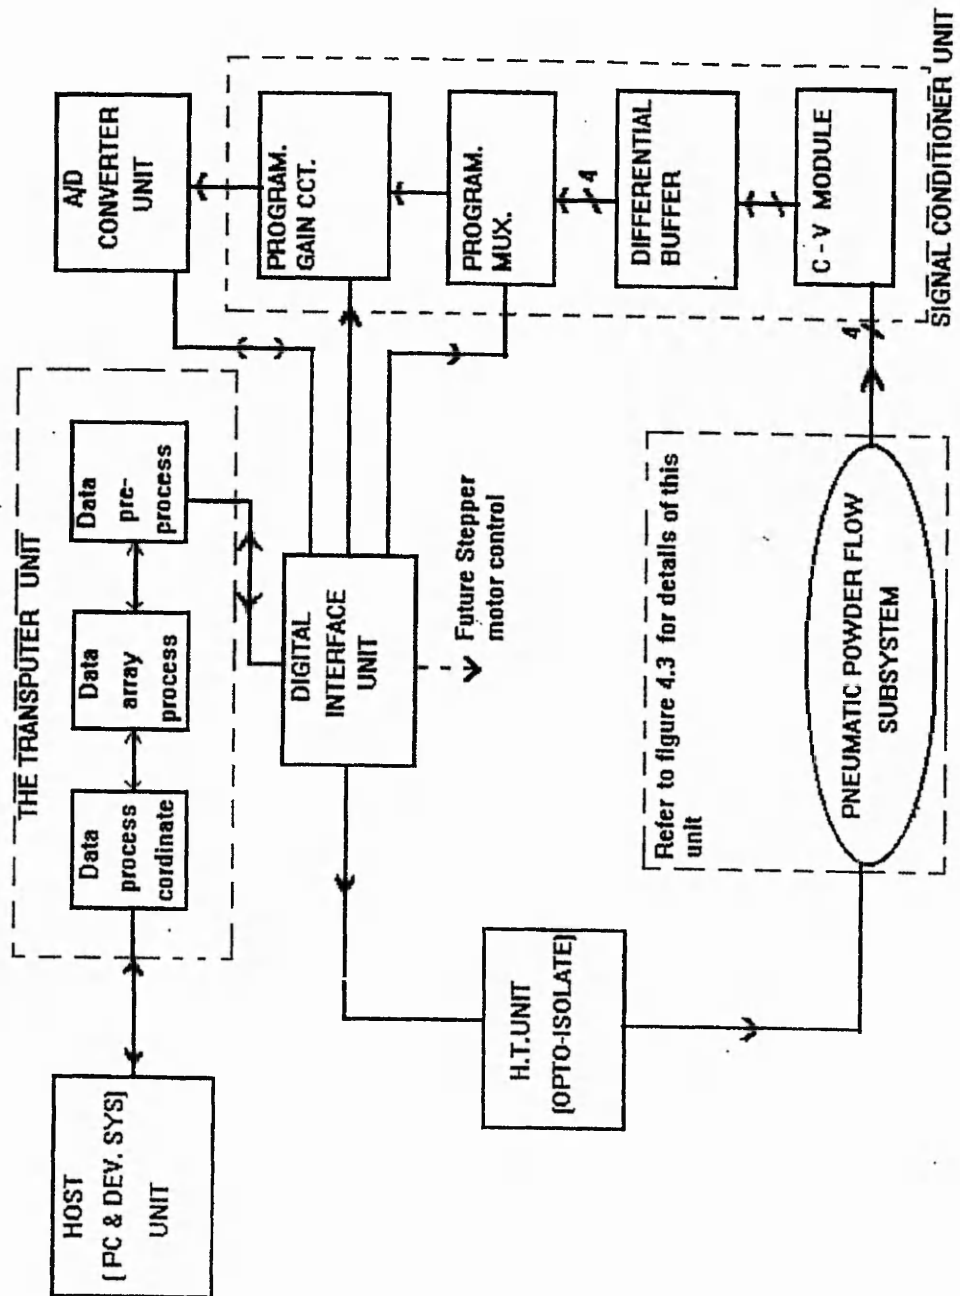 HOST
[ PC & DEV. SYS]
UNIT
THE TRANSPUTER UNIT
Data
process
cordinate
Data
array
process
Data
pre-
process
A/D
CONVERTER
UNIT
DIGITAL
INTERFACE
UNIT
Future Stepper
motor control
PROGRAM.
GAIN CCT.
PROGRAM.
MUX.
4
DIFFERENTIAL
BUFFER
C - V MODULE
SIGNAL CONDITIONER UNIT
4
H.T.UNIT
[OPTO-ISOLATE]
Refer to figure 4.3 for details of this
unit
PNEUMATIC POWDER FLOW
SUBSYSTEM